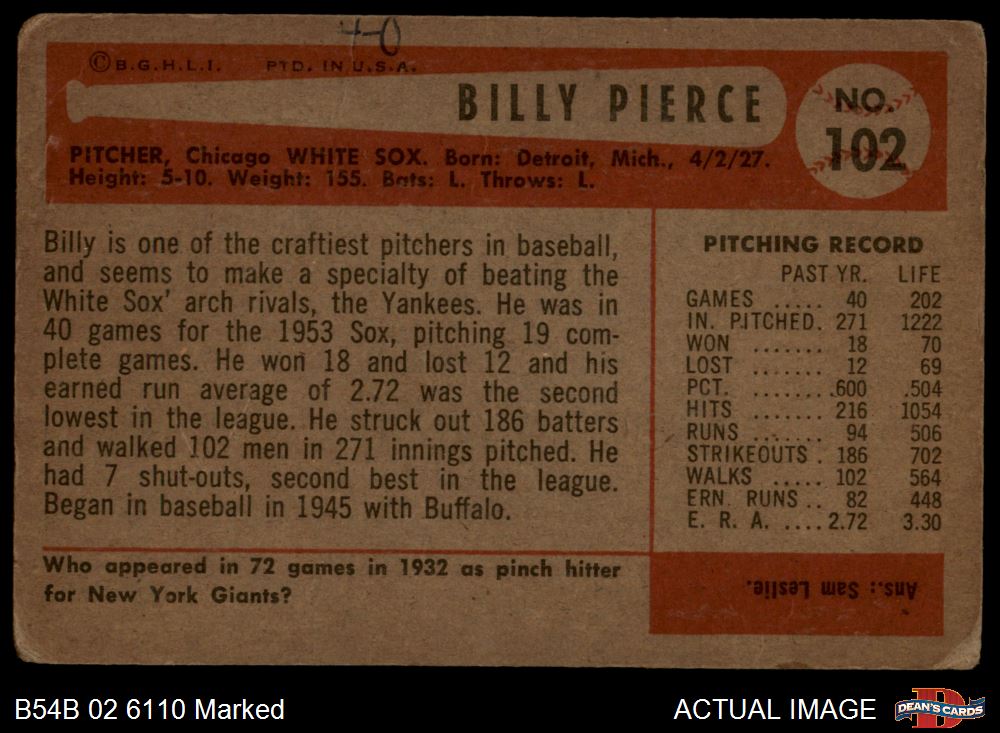 4-0
© B.G.H.L.I. PTD. IN U.S.A.
BILLY PIERCE
NO.
102
PITCHER, Chicago WHITE SOX. Born: Detroit, Mich., 4/2/27.
Height: 5-10. Weight: 155. Bats: L. Throws: L.
Billy is one of the craftiest pitchers in baseball,
and seems to make a specialty of beating the
White Sox' arch rivals, the Yankees. He was in
40 games for the 1953 Sox, pitching 19 com-
plete games. He won 18 and lost 12 and his
earned run average of 2.72 was the second
lowest in the league. He struck out 186 batters
and walked 102 men in 271 innings pitched. He
had 7 shut-outs, second best in the league.
Began in baseball in 1945 with Buffalo.
PITCHING RECORD
PAST YR. LIFE
GAMES ..... 40 202
IN. PITCHED. 271 1222
WON ....... 18 70
LOST ....... 12 69
PCT. ....... .600 .504
HITS ....... 216 1054
RUNS ....... 94 506
STRIKEOUTS . 186 702
WALKS ..... 102 564
ERN. RUNS .. 82 448
E. R. A. .... 2.72 3.30
Who appeared in 72 games in 1932 as pinch hitter
for New York Giants?
Ans.: Sam Leslie.
B54B 02 6110 Marked
ACTUAL IMAGE
DEAN'S CARDS